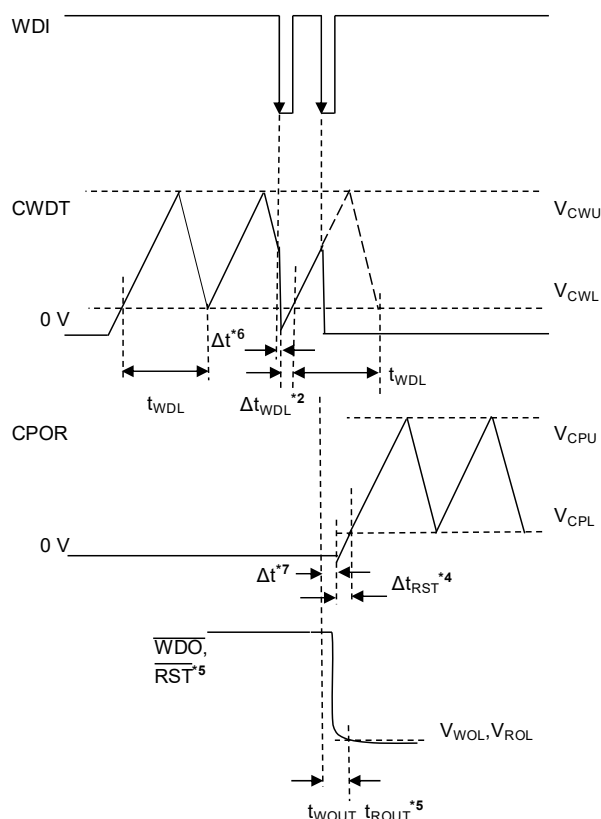 WDI
CWDT
V_CWU
V_CWL
0 V
Δt*6
t_WDL
Δt_WDL*2
t_WDL
CPOR
V_CPU
V_CPL
0 V
Δt*7
Δt_RST*4
WDO,
RST*5
V_WOL,V_ROL
t_WOUT, t_ROUT*5